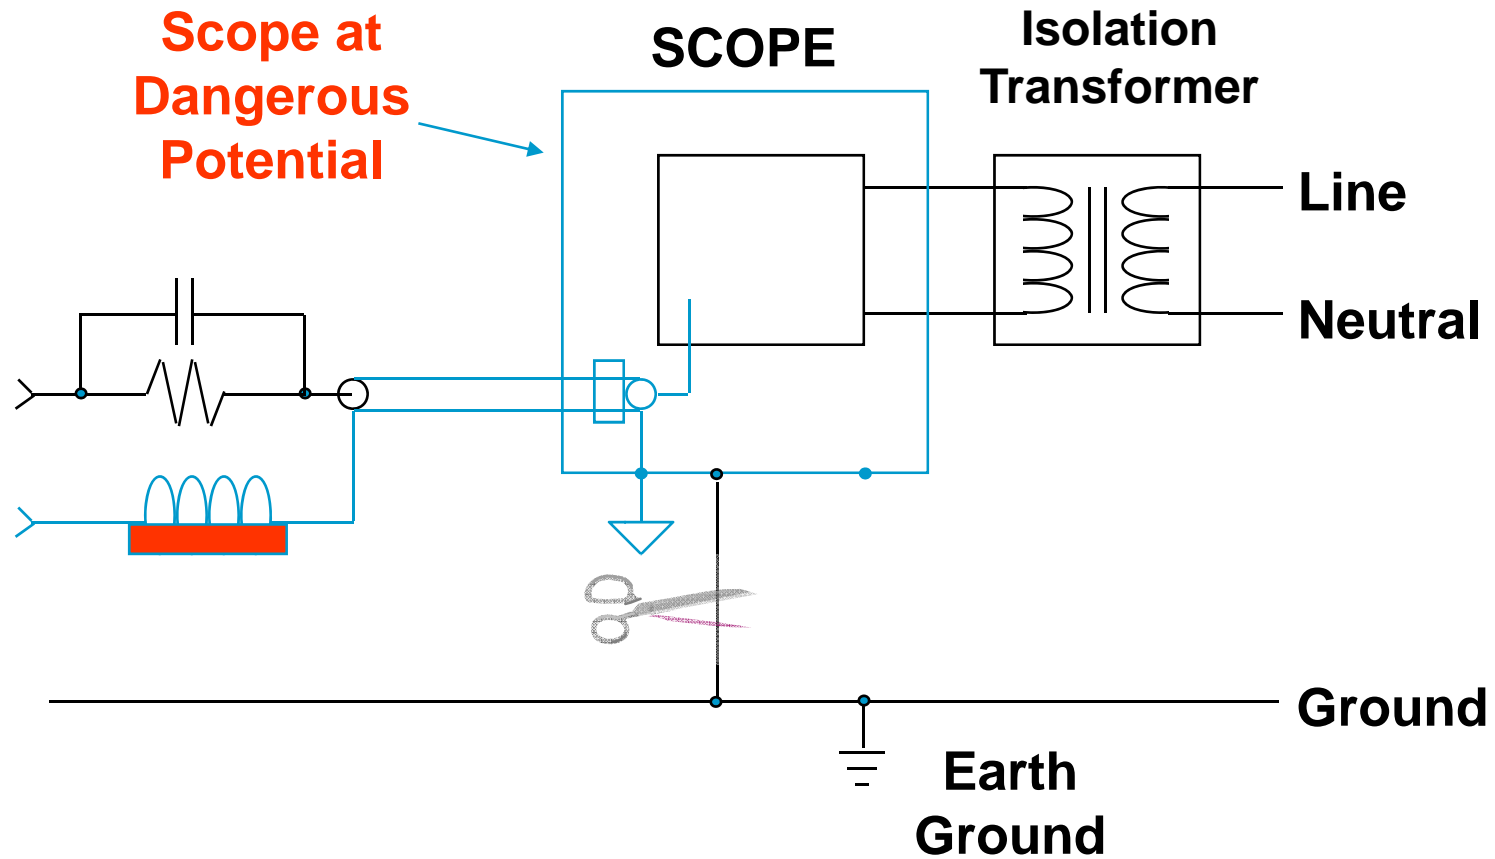 Scope at
Dangerous
Potential
SCOPE
Isolation
Transformer
Line
Neutral
Ground
Earth
Ground